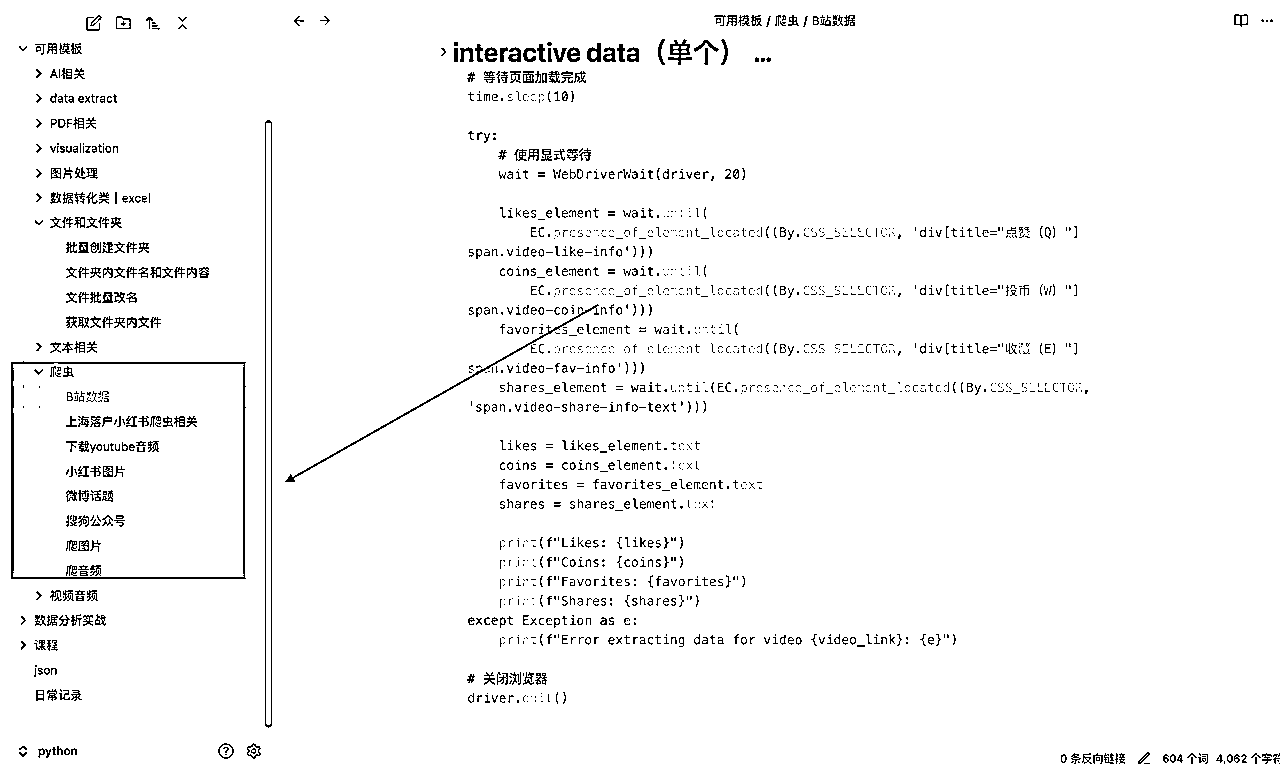 可用模板
AI相关
data extract
PDF相关
visualization
图片处理
数据转化类 | excel
文件和文件夹
批量创建文件夹
文件夹内文件名和文件内容
文件批量改名
获取文件夹内文件
文本相关
爬虫
B站数据
上海落户小红书爬虫相关
下载youtube音频
小红书图片
微博话题
搜狗公众号
爬图片
爬音频
视频音频
数据分析实战
课程
json
日常记录
python
可用模板 / 爬虫 / B站数据
interactive data（单个） ...
# 等待页面加载完成
time.sleep(10)
try:
# 使用显式等待
wait = WebDriverWait(driver, 20)
likes_element = wait.until(
EC.presence_of_element_located((By.CSS_SELECTOR, 'div[title="点赞（Q）"]
span.video-like-info')))
coins_element = wait.until(
EC.presence_of_element_located((By.CSS_SELECTOR, 'div[title="投币（W）"]
span.video-coin-info')))
favorites_element = wait.until(
EC.presence_of_element_located((By.CSS_SELECTOR, 'div[title="收藏（E）"]
span.video-fav-info')))
shares_element = wait.until(EC.presence_of_element_located((By.CSS_SELECTOR,
'span.video-share-info-text')))
likes = likes_element.text
coins = coins_element.text
favorites = favorites_element.text
shares = shares_element.text
print(f"Likes: {likes}")
print(f"Coins: {coins}")
print(f"Favorites: {favorites}")
print(f"Shares: {shares}")
except Exception as e:
print(f"Error extracting data for video {video_link}: {e}")
# 关闭浏览器
driver.quit()
0 条反向链接 604 个词 4,062 个字符